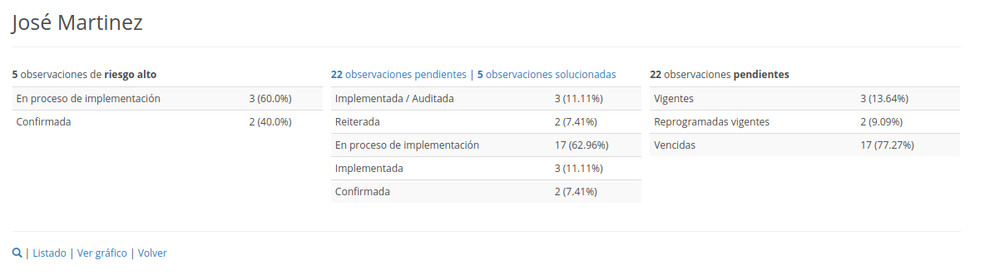 José Martinez
5 observaciones de riesgo alto
En proceso de implementación 3 (60.0%)
Confirmada 2 (40.0%)
22 observaciones pendientes | 5 observaciones solucionadas
Implementada / Auditada 3 (11.11%)
Reiterada 2 (7.41%)
En proceso de implementación 17 (62.96%)
Implementada 3 (11.11%)
Confirmada 2 (7.41%)
22 observaciones pendientes
Vigentes 3 (13.64%)
Reprogramadas vigentes 2 (9.09%)
Vencidas 17 (77.27%)
| Listado | Ver gráfico | Volver